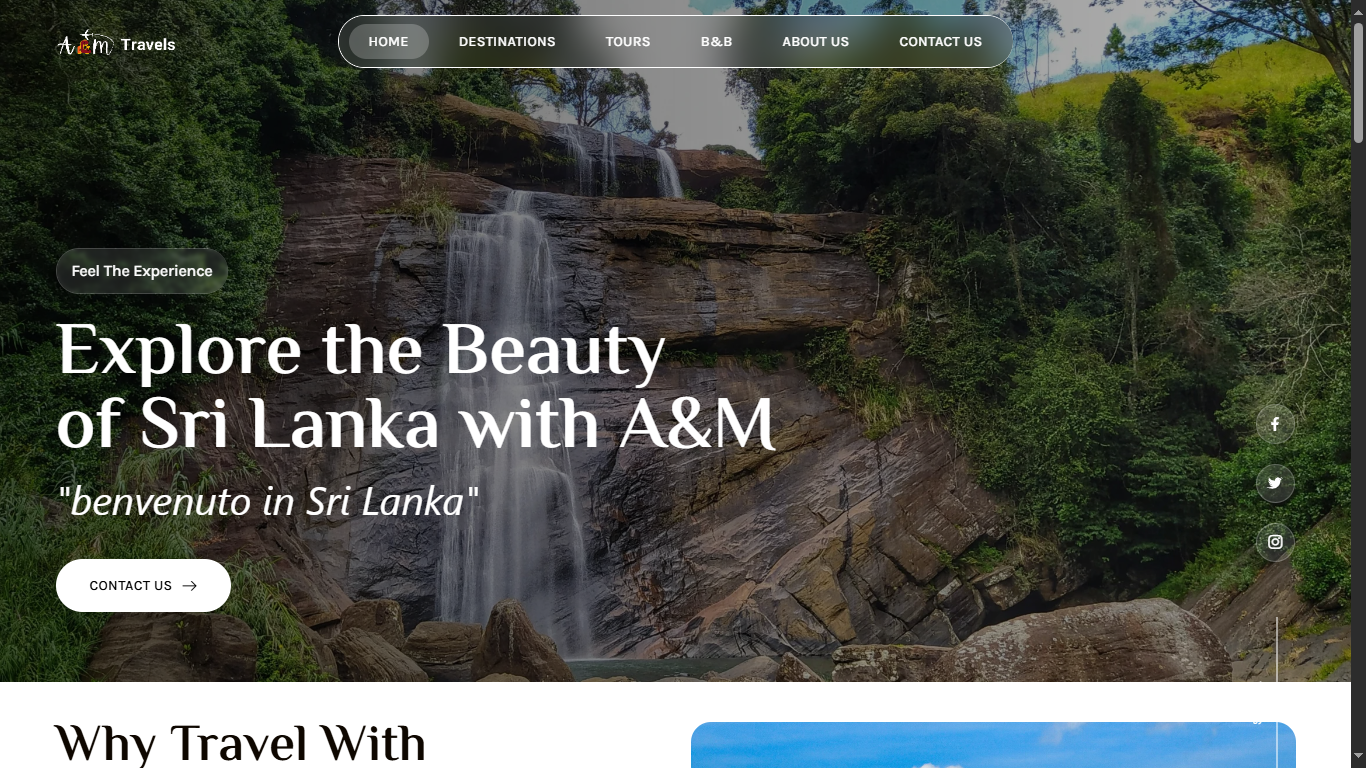 A&M Travels
HOME DESTINATIONS TOURS B&B ABOUT US CONTACT US
Feel The Experience
Explore the Beauty
of Sri Lanka with A&M
"benvenuto in Sri Lanka"
CONTACT US
Why Travel With